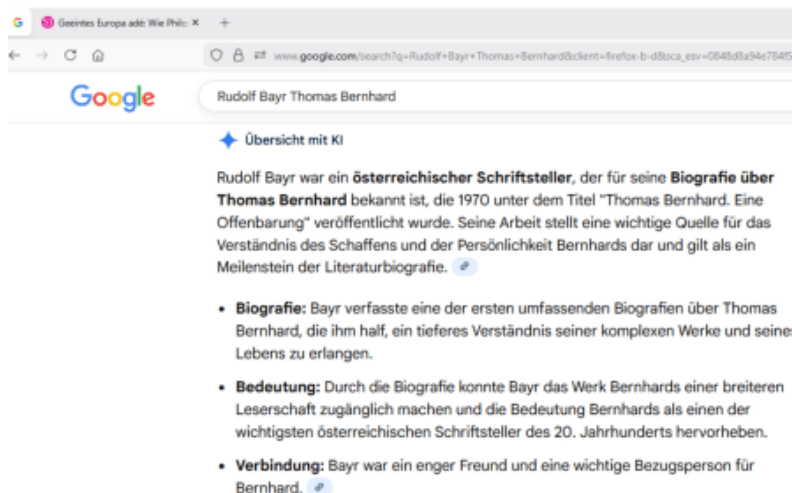 Geeintes Europa adé: Wie Philo
www.google.com/search?q=Rudolf+Bayr+Thomas+Bernhard&client=firefox-b-d&sca_esv=0848d8a94e784f5
Google
Rudolf Bayr Thomas Bernhard
Übersicht mit KI
Rudolf Bayr war ein österreichischer Schriftsteller, der für seine Biografie über
Thomas Bernhard bekannt ist, die 1970 unter dem Titel "Thomas Bernhard. Eine
Offenbarung" veröffentlicht wurde. Seine Arbeit stellt eine wichtige Quelle für das
Verständnis des Schaffens und der Persönlichkeit Bernhards dar und gilt als ein
Meilenstein der Literaturbiografie.
• Biografie: Bayr verfasste eine der ersten umfassenden Biografien über Thomas
Bernhard, die ihm half, ein tieferes Verständnis seiner komplexen Werke und seines
Lebens zu erlangen.
• Bedeutung: Durch die Biografie konnte Bayr das Werk Bernhards einer breiteren
Leserschaft zugänglich machen und die Bedeutung Bernhards als einen der
wichtigsten österreichischen Schriftsteller des 20. Jahrhunderts hervorheben.
• Verbindung: Bayr war ein enger Freund und eine wichtige Bezugsperson für
Bernhard.